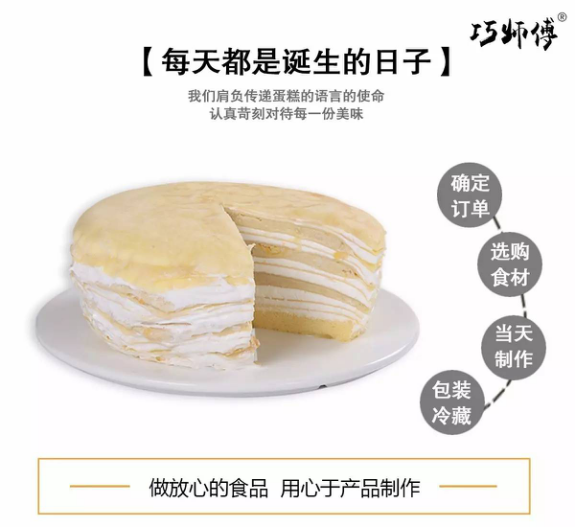 巧师傅®
【每天都是诞生的日子】
我们肩负传递蛋糕的语言的使命
认真苛刻对待每一份美味
确定
订单
选购
食材
当天
制作
包装
冷藏
做放心的食品 用心于产品制作